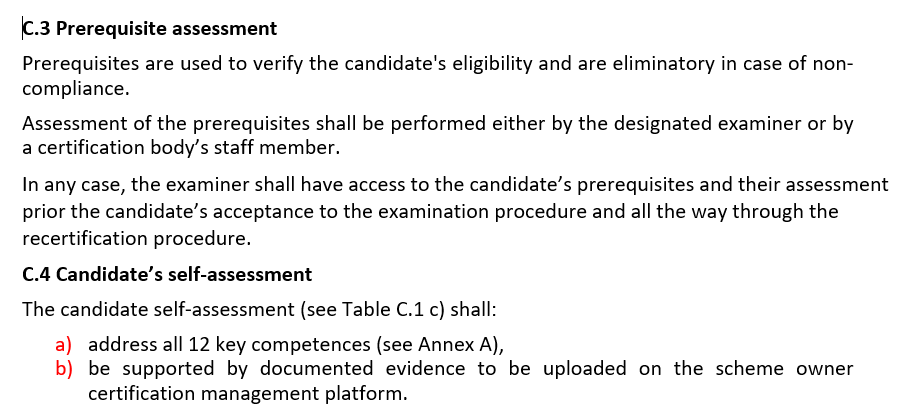 C.3 Prerequisite assessment
Prerequisites are used to verify the candidate's eligibility and are eliminatory in case of non-
compliance.
Assessment of the prerequisites shall be performed either by the designated examiner or by
a certification body’s staff member.
In any case, the examiner shall have access to the candidate’s prerequisites and their assessment
prior the candidate’s acceptance to the examination procedure and all the way through the
recertification procedure.
C.4 Candidate’s self-assessment
The candidate self-assessment (see Table C.1 c) shall:
a) address all 12 key competences (see Annex A),
b) be supported by documented evidence to be uploaded on the scheme owner
certification management platform.